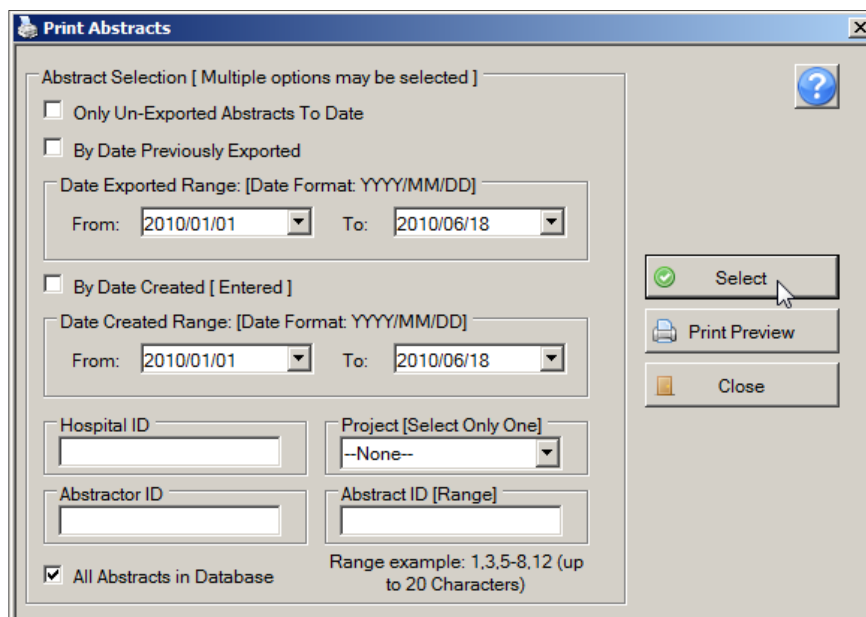 Print Abstracts
Abstract Selection [ Multiple options may be selected ]
Only Un-Exported Abstracts To Date
By Date Previously Exported
Date Exported Range: [Date Format: YYYY/MM/DD]
From: 2010/01/01 To: 2010/06/18
By Date Created [ Entered ]
Date Created Range: [Date Format: YYYY/MM/DD]
From: 2010/01/01 To: 2010/06/18
Hospital ID
Project [Select Only One]
--None--
Abstractor ID
Abstract ID [Range]
All Abstracts in Database
Range example: 1,3,5-8,12 (up
to 20 Characters)
?
Select
Print Preview
Close